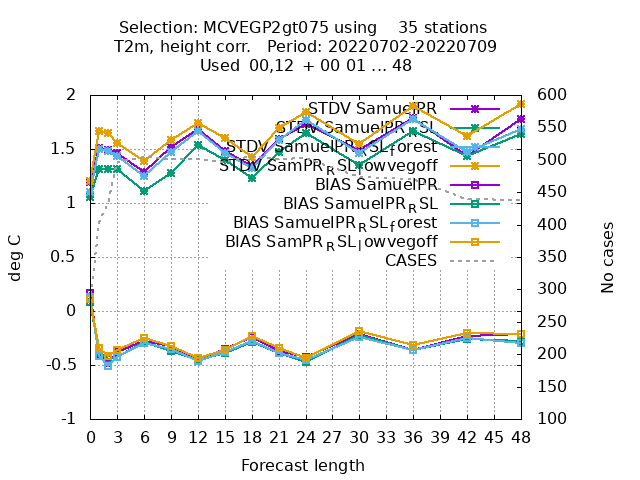 Selection: MCVEGP2gt075 using 35 stations
T2m, height corr. Period: 20220702-20220709
Used 00,12 + 00 01 ... 48
STDV SamuelPR
STDV SamuelPR_RSL
STDV SamuelPR_RSL_forest
STDV SamPR_RSL_lowvegoff
BIAS SamuelPR
BIAS SamuelPR_RSL
BIAS SamuelPR_RSL_forest
BIAS SamPR_RSL_lowvegoff
CASES
2
1.5
1
0.5
0
-0.5
-1
deg C
600
550
500
450
400
350
300
250
200
150
100
No cases
0 3 6 9 12 15 18 21 24 27 30 33 36 39 42 45 48
Forecast length